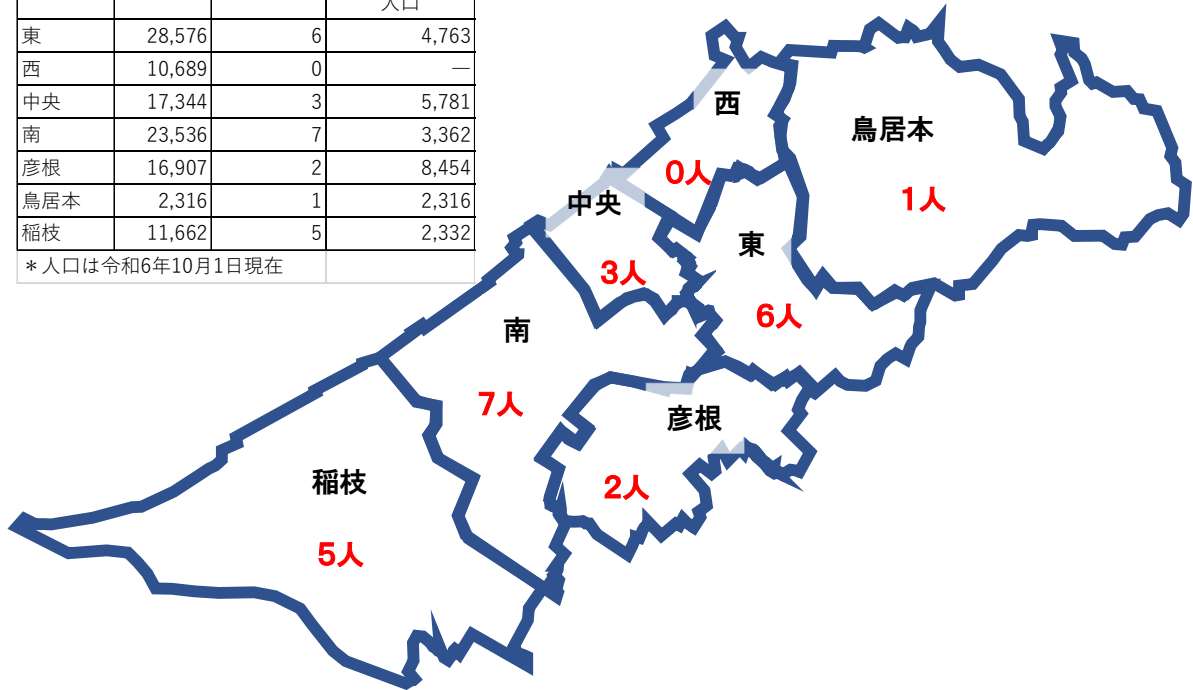 人口
東 28,576 6 4,763
西 10,689 0 —
中央 17,344 3 5,781
南 23,536 7 3,362
彦根 16,907 2 8,454
鳥居本 2,316 1 2,316
稲枝 11,662 5 2,332
＊人口は令和6年10月1日現在
西
0人
鳥居本
1人
中央
3人
東
6人
南
7人
彦根
2人
稲枝
5人